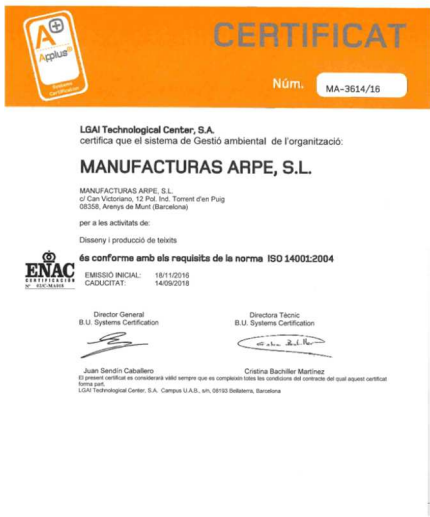 CERTIFICAT
A+
Applus+
Systems
Certification
Núm. MA-3614/16
LGAI Technological Center, S.A.
certifica que el sistema de Gestió ambiental de l'organització:
MANUFACTURAS ARPE, S.L.
MANUFACTURAS ARPE, S.L.
c/ Can Victoriano, 12 Pol. Ind. Torrent d'en Puig
08358, Arenys de Munt (Barcelona)
per a les activitats de:
Disseny i producció de teixits
és conforme amb els requisits de la norma ISO 14001:2004
ENAC
CERTIFICACIÓN
EMISSIÓ INICIAL: 18/11/2016
CADUCITAT: 14/09/2018
Director General
B.U. Systems Certification
Directora Tècnic
B.U. Systems Certification
Juan Sendín Caballero
Cristina Bachiller Martínez
El present certificat es considerarà vàlid sempre que es compleixin totes les condicions del contracte del qual aquest certificat
forma part.
LGAI Technological Center, S.A. Campus U.A.B., s/n, 08193 Bellaterra, Barcelona